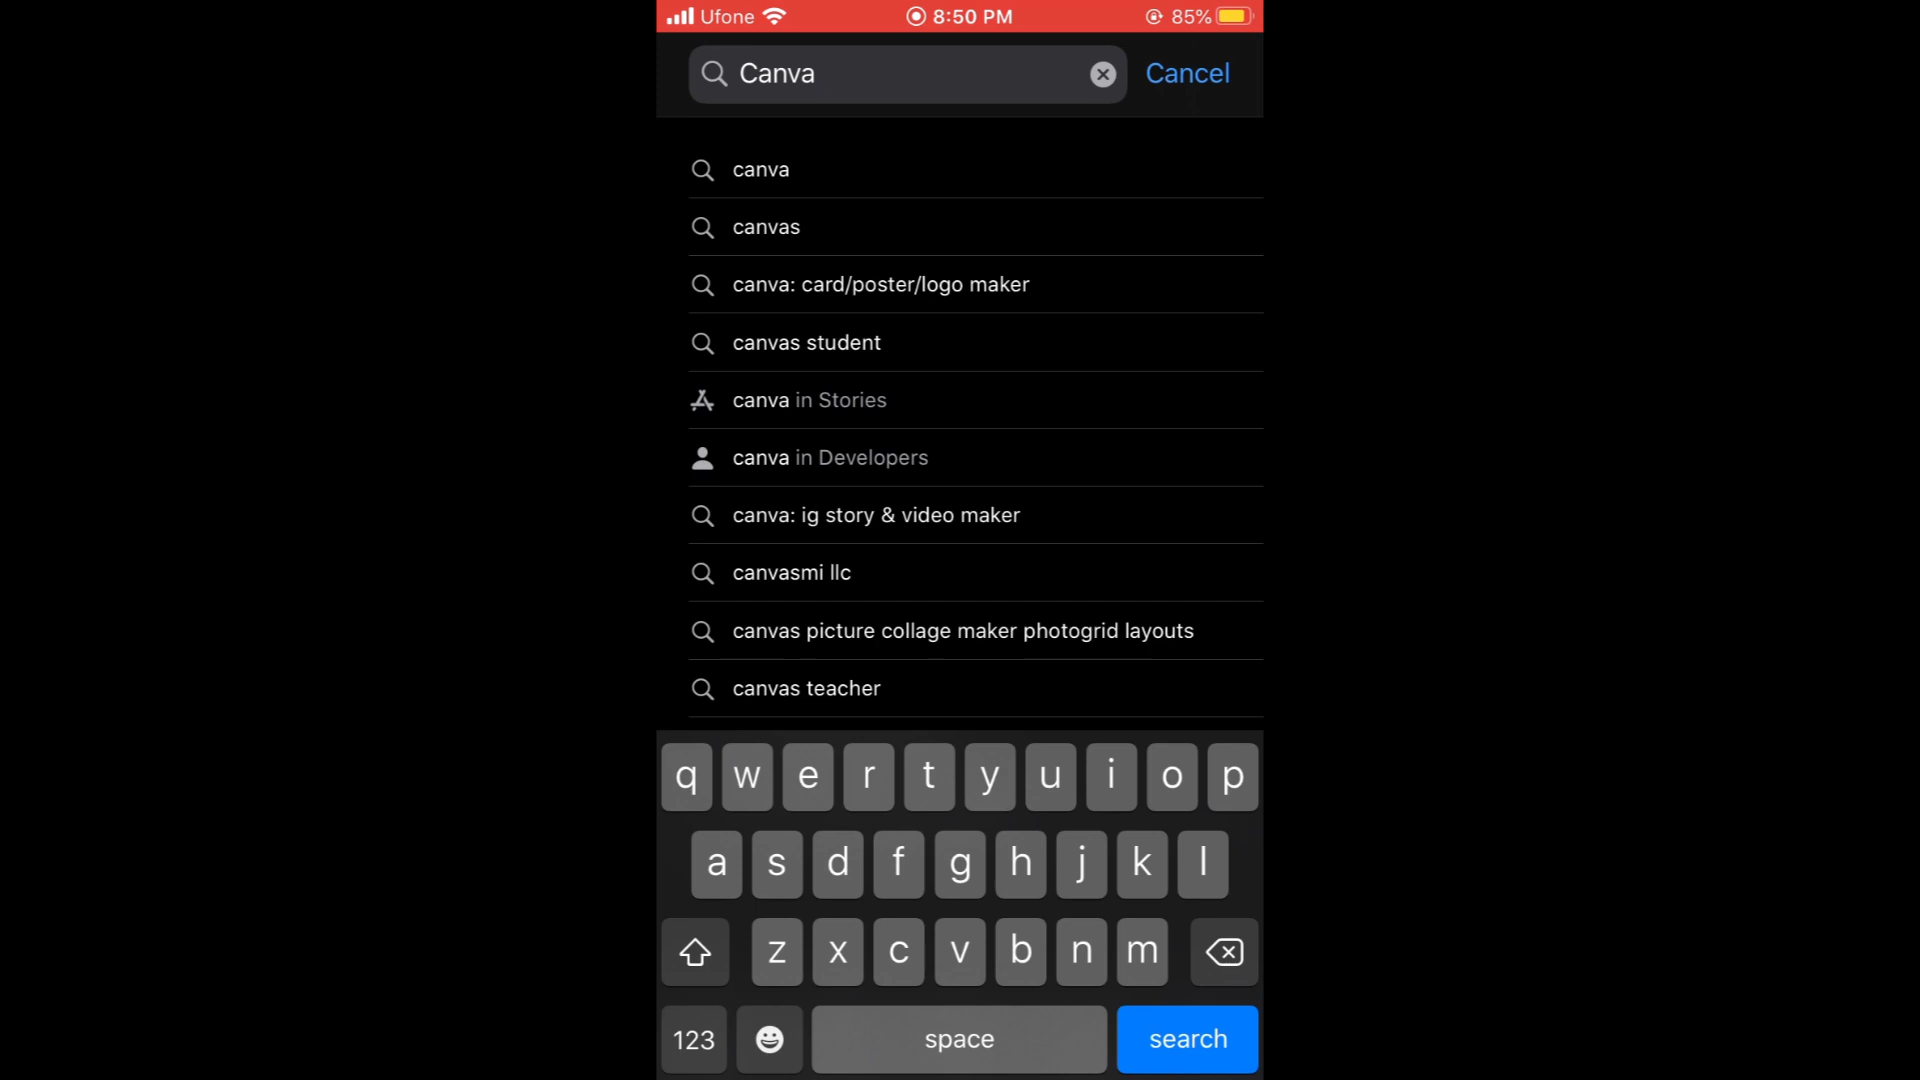 Ufone 8:50 PM 85%
Canva Cancel
canva
canvas
canva: card/poster/logo maker
canvas student
canva in Stories
canva in Developers
canva: ig story & video maker
canvasmi llc
canvas picture collage maker photogrid layouts
canvas teacher
q w e r t y u i o p
a s d f g h j k l
z x c v b n m
123 space search